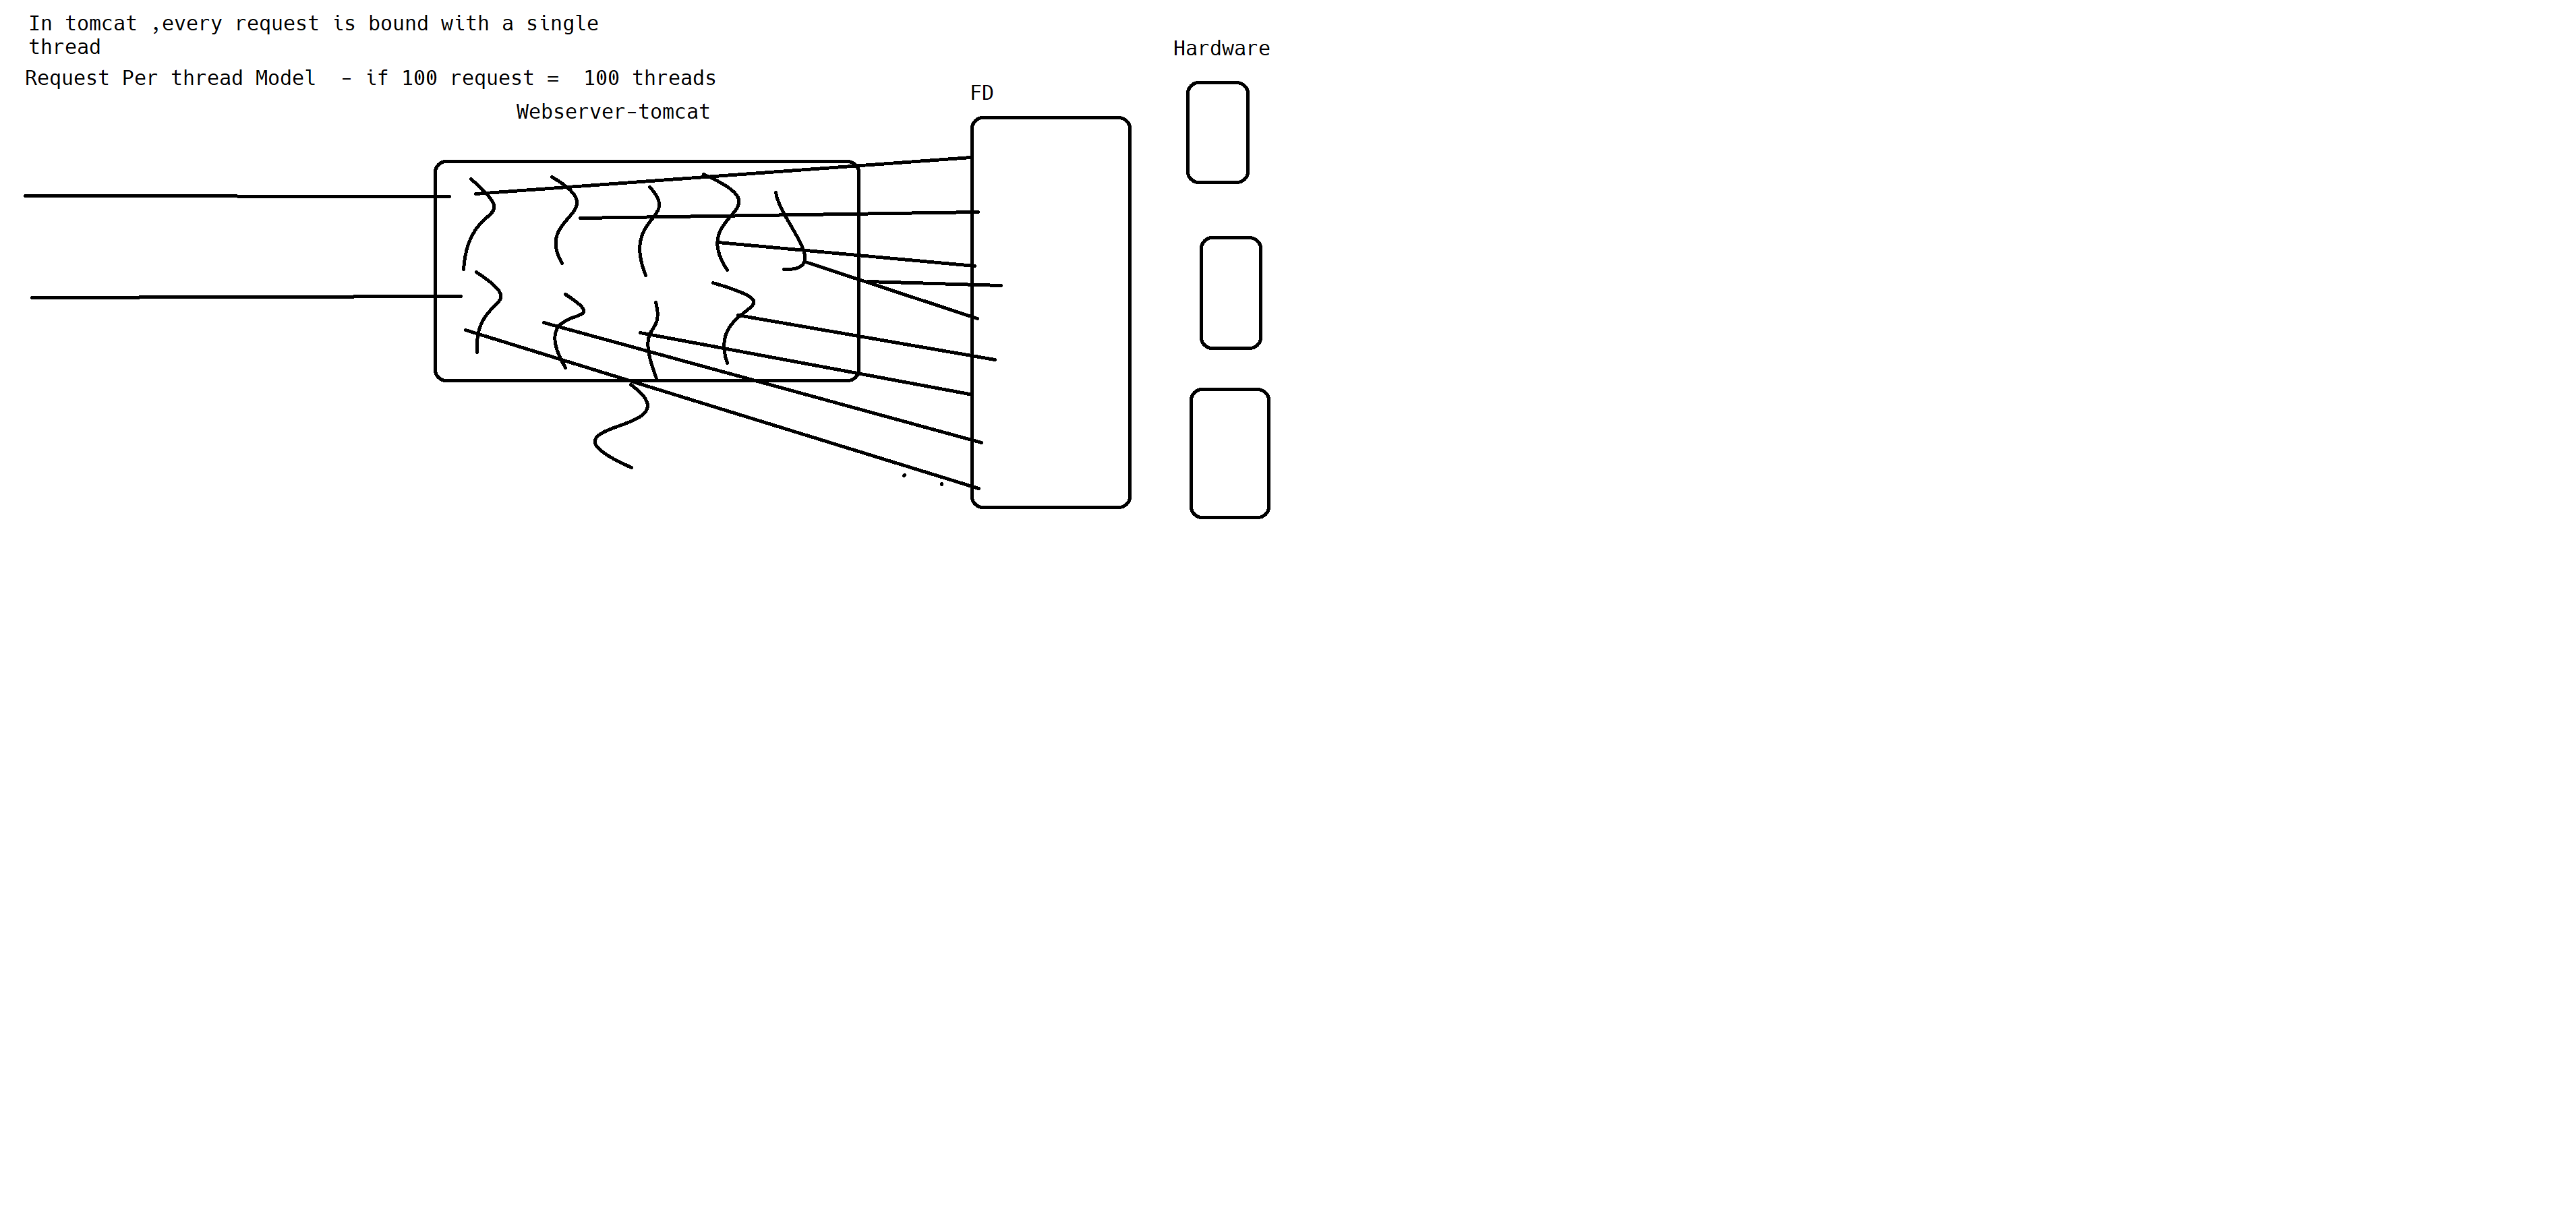 In tomcat ,every request is bound with a single
thread
Request Per thread Model  - if 100 request =  100 threads
Webserver-tomcat
FD
Hardware